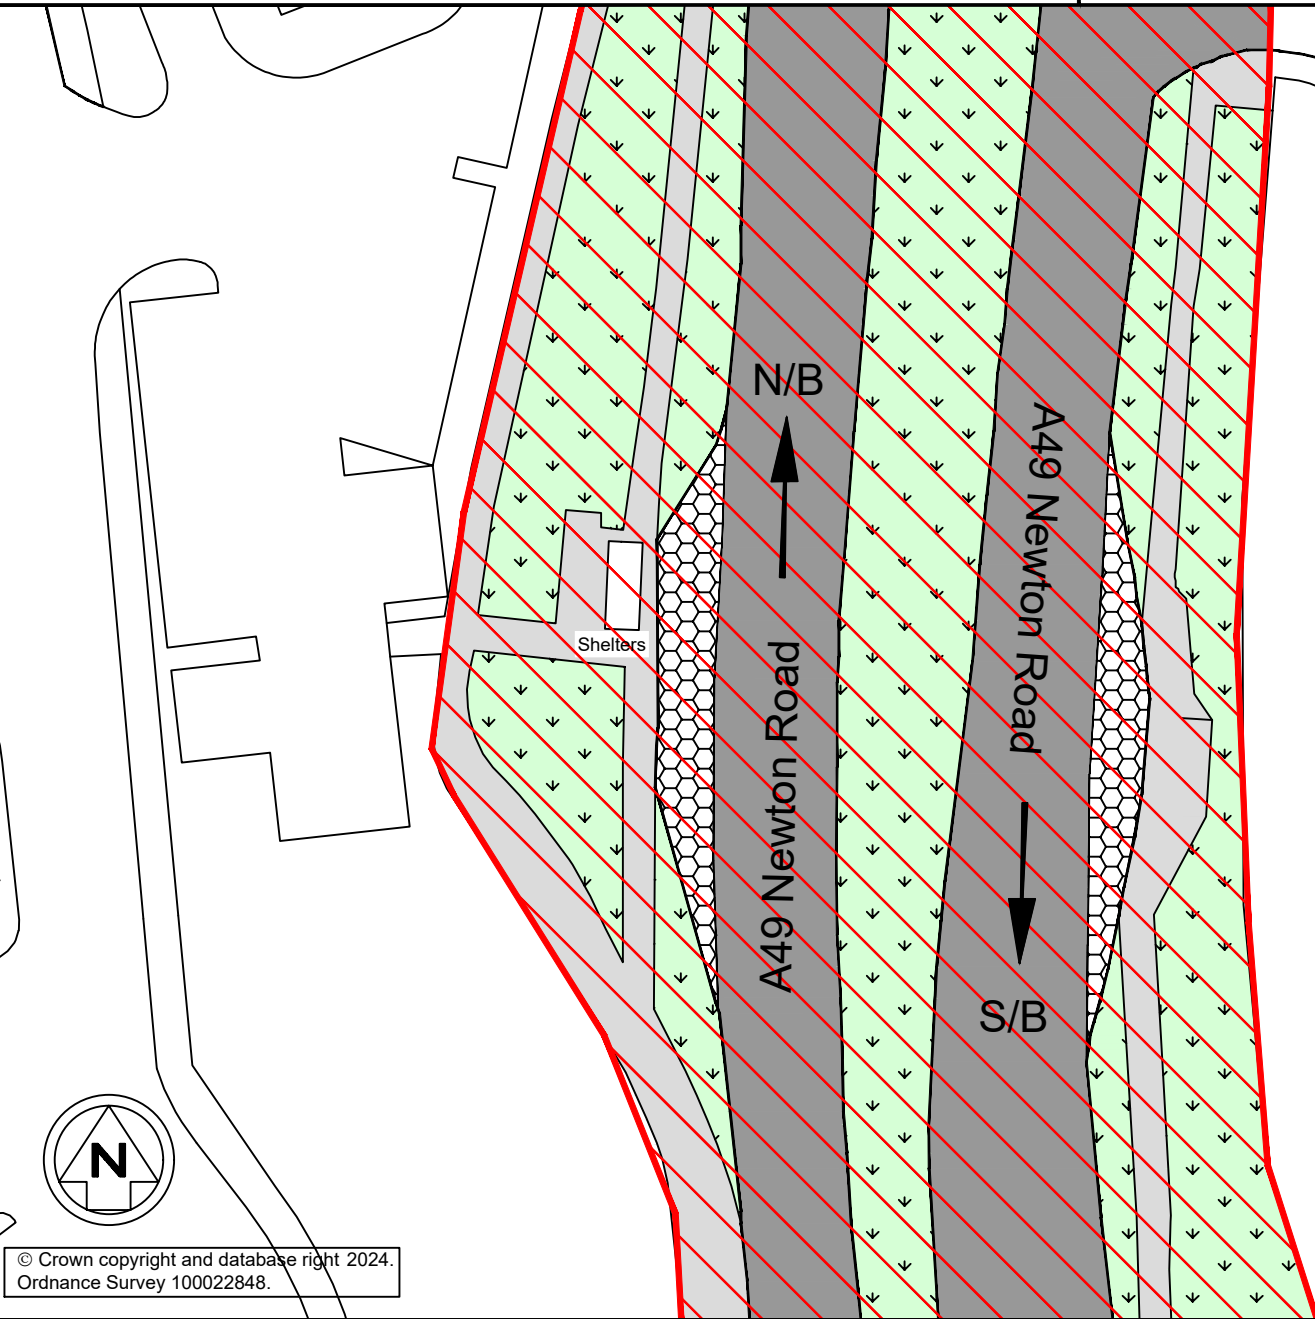 N/B
A49 Newton Road
Shelters
A49 Newton Road
S/B
N
© Crown copyright and database right 2024.
Ordnance Survey 100022848.